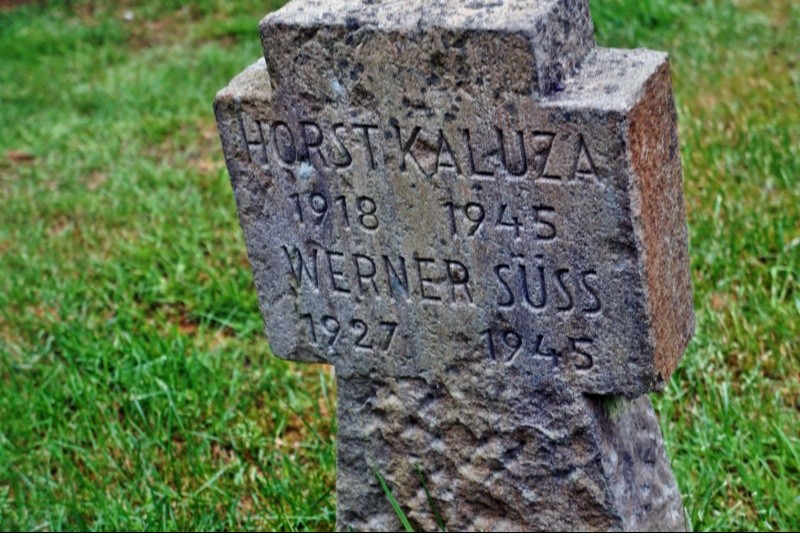 HORST KALUZA
1918 1945
WERNER SÜSS
1927 1945